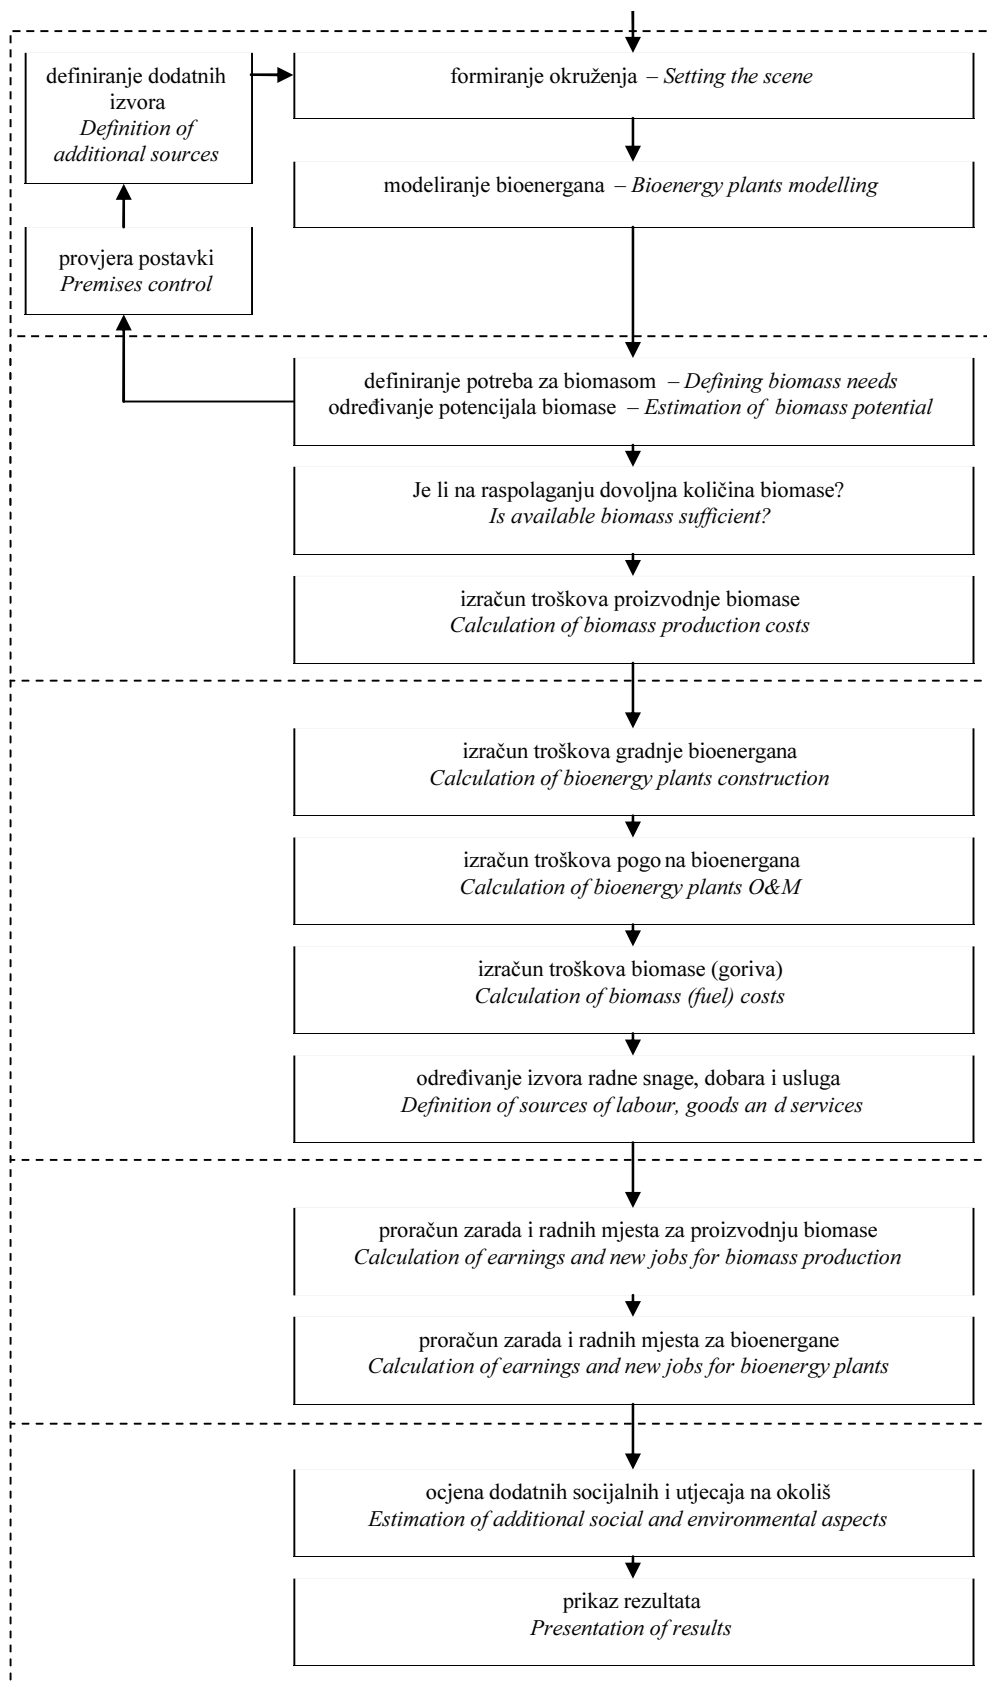 definiranje dodatnih
izvora
Definition of
additional sources
formiranje okruženja – Setting the scene
modeliranje bioenergana – Bioenergy plants modelling
provjera postavki
Premises control
definiranje potreba za biomasom – Defining biomass needs
određivanje potencijala biomase – Estimation of biomass potential
Je li na raspolaganju dovoljna količina biomase?
Is available biomass sufficient?
izračun troškova proizvodnje biomase
Calculation of biomass production costs
izračun troškova gradnje bioenergana
Calculation of bioenergy plants construction
izračun troškova pogo na bioenergana
Calculation of bioenergy plants O&M
izračun troškova biomase (goriva)
Calculation of biomass (fuel) costs
određivanje izvora radne snage, dobara i usluga
Definition of sources of labour, goods an d services
proračun zarada i radnih mjesta za proizvodnju biomase
Calculation of earnings and new jobs for biomass production
proračun zarada i radnih mjesta za bioenergane
Calculation of earnings and new jobs for bioenergy plants
ocjena dodatnih socijalnih i utjecaja na okoliš
Estimation of additional social and environmental aspects
prikaz rezultata
Presentation of results